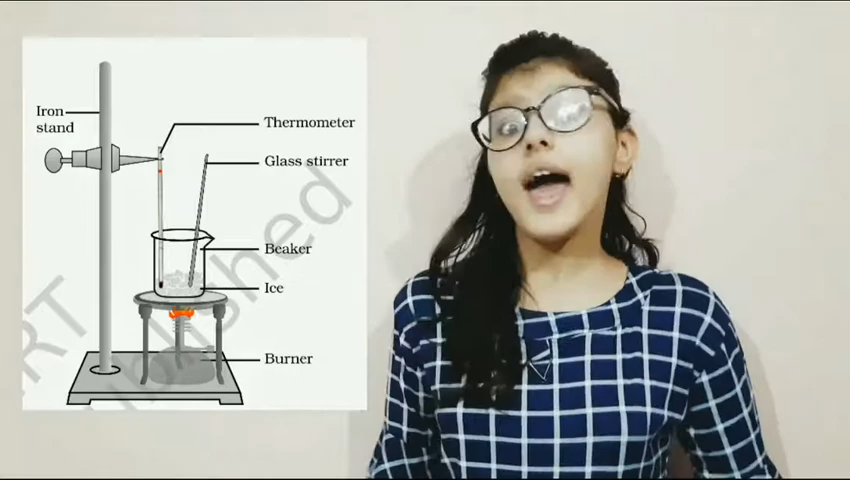 Iron
stand
Thermometer
Glass stirrer
Beaker
Ice
Burner